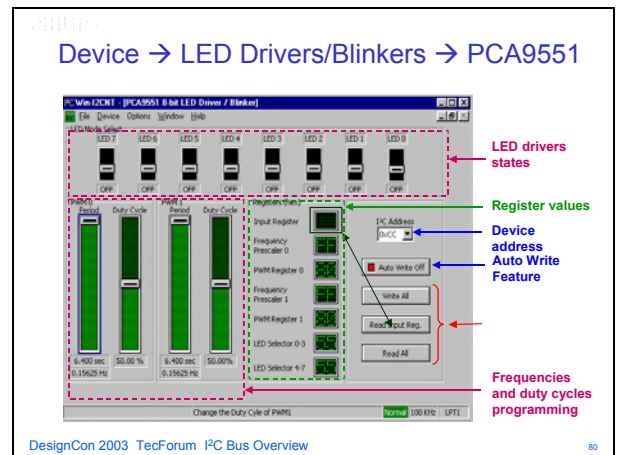 Device → LED Drivers/Blinkers → PCA9551
Win-I2CNT - [PCA9551 8-bit LED Driver / Blinker]
File Device Options Window Help
LED Mode Select
LED 7 LED 6 LED 5 LED 4 LED 3 LED 2 LED 1 LED 0
OFF OFF OFF OFF OFF OFF OFF OFF
LED drivers
states
PWM 0
Period Duty Cycle
6.400 sec 50.00 %
0.15625 Hz
PWM 1
Period Duty Cycle
6.400 sec 50.00%
0.15625 Hz
Registers (hex)
Input Register
Frequency
Prescaler 0
PWM Register 0
Frequency
Prescaler 1
PWM Register 1
LED Selector 0-3
LED Selector 4-7
I²C Address
0xCC
Auto Write Off
Write All
Read Input Reg.
Read All
Register values
Device
address
Auto Write
Feature
Frequencies
and duty cycles
programming
Change the Duty Cyle of PWM1
Normal 100 KHz LPT1
DesignCon 2003 TecForum I²C Bus Overview
80